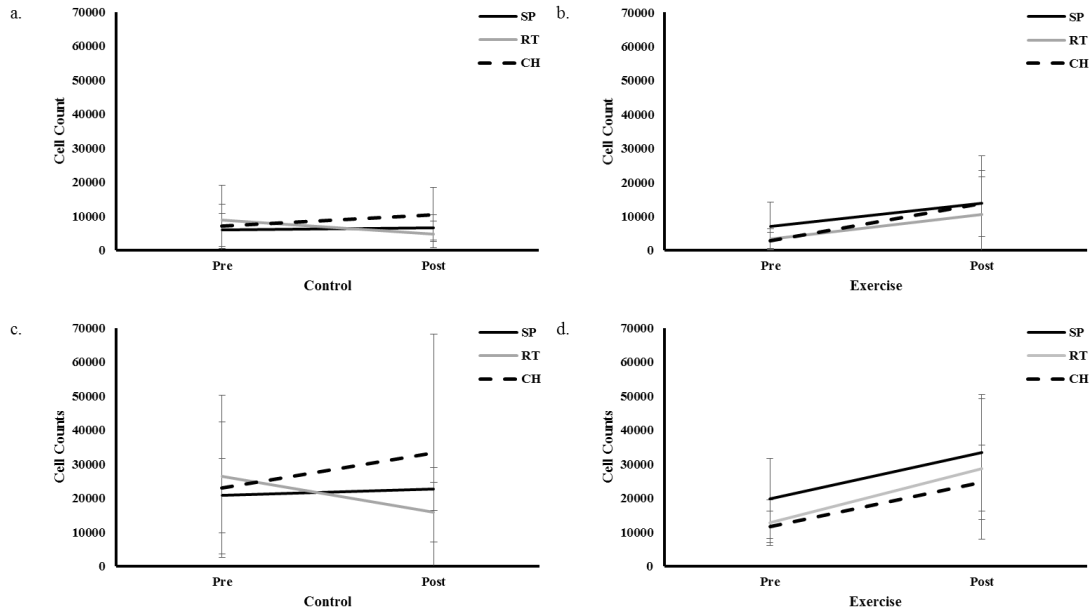 a.
70000
60000
50000
40000
30000
20000
10000
0
Cell Count
Pre
Post
Control
SP
RT
CH
b.
70000
60000
50000
40000
30000
20000
10000
0
Cell Count
Pre
Post
Exercise
SP
RT
CH
c.
70000
60000
50000
40000
30000
20000
10000
0
Cell Counts
Pre
Post
Control
SP
RT
CH
d.
70000
60000
50000
40000
30000
20000
10000
0
Cell Counts
Pre
Post
Exercise
SP
RT
CH